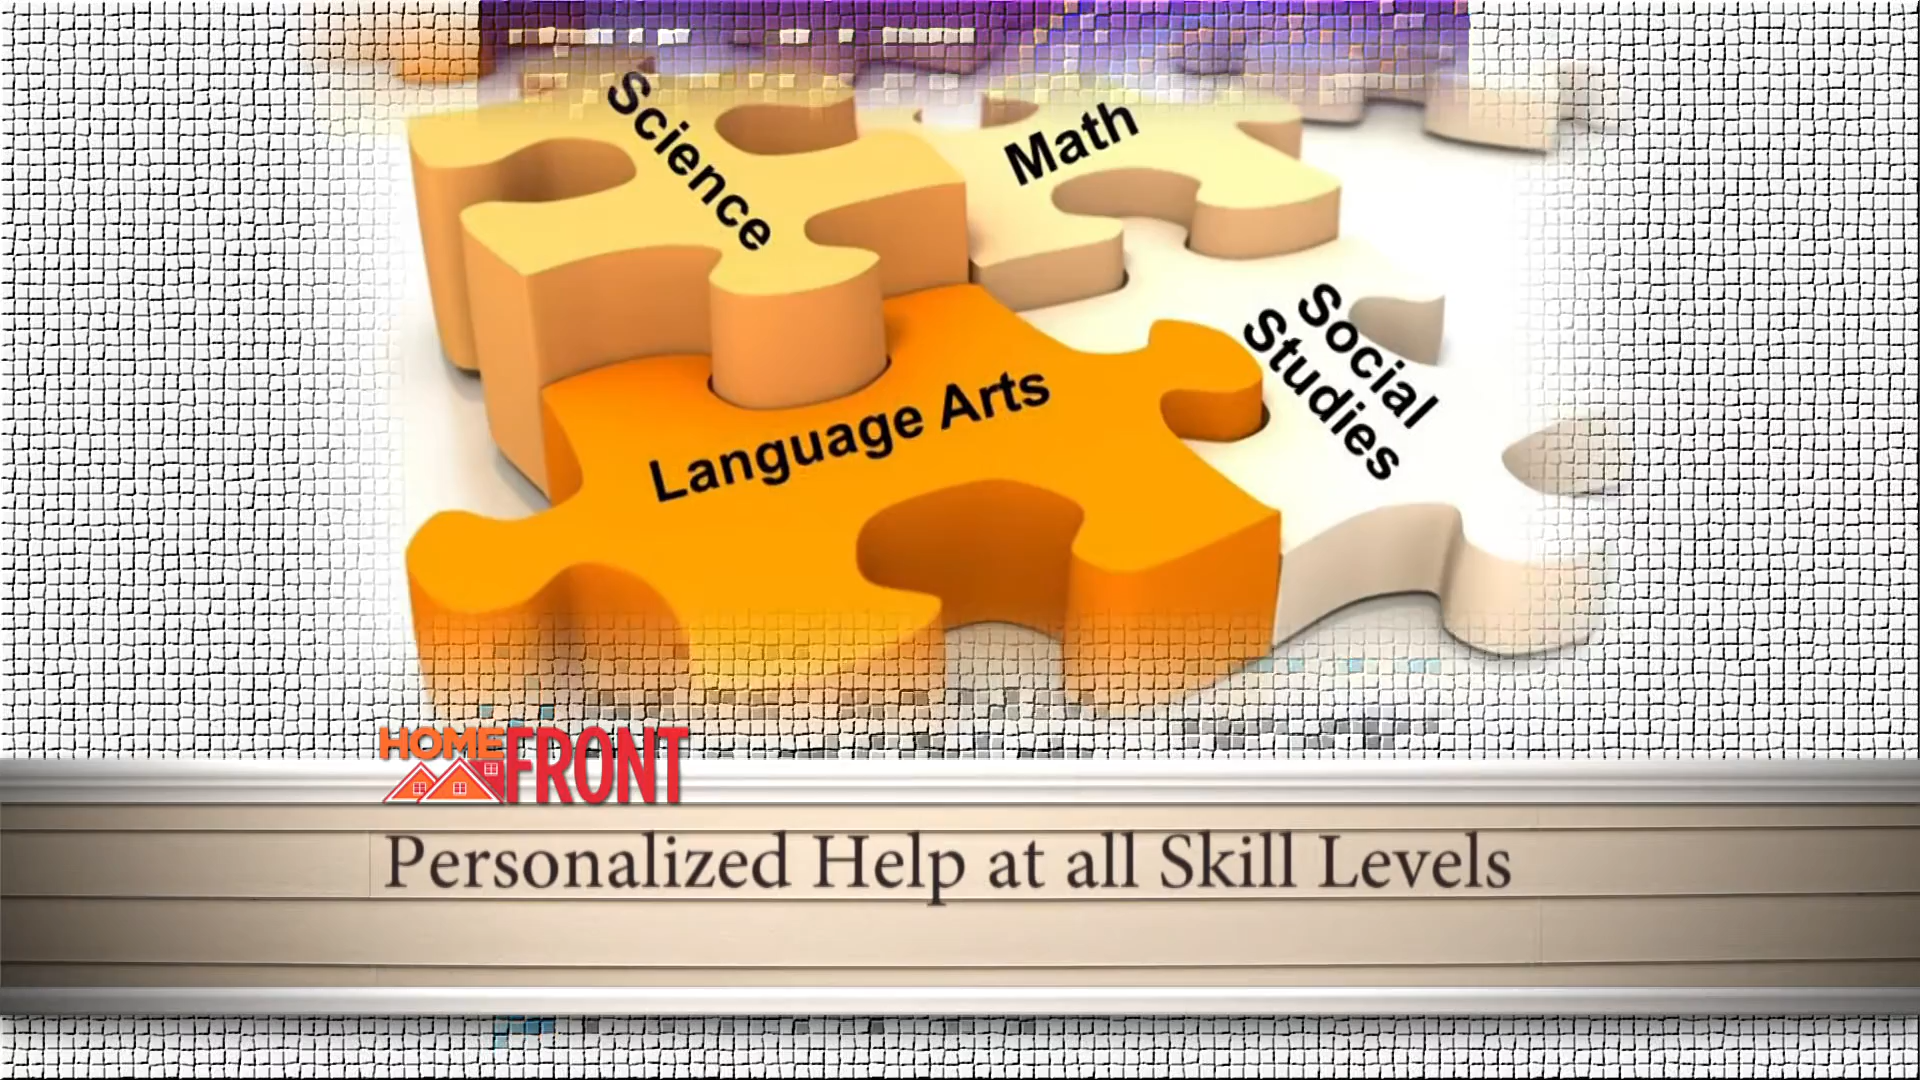 Science
Math
Social
Studies
Language Arts
HOME FRONT
Personalized Help at all Skill Levels